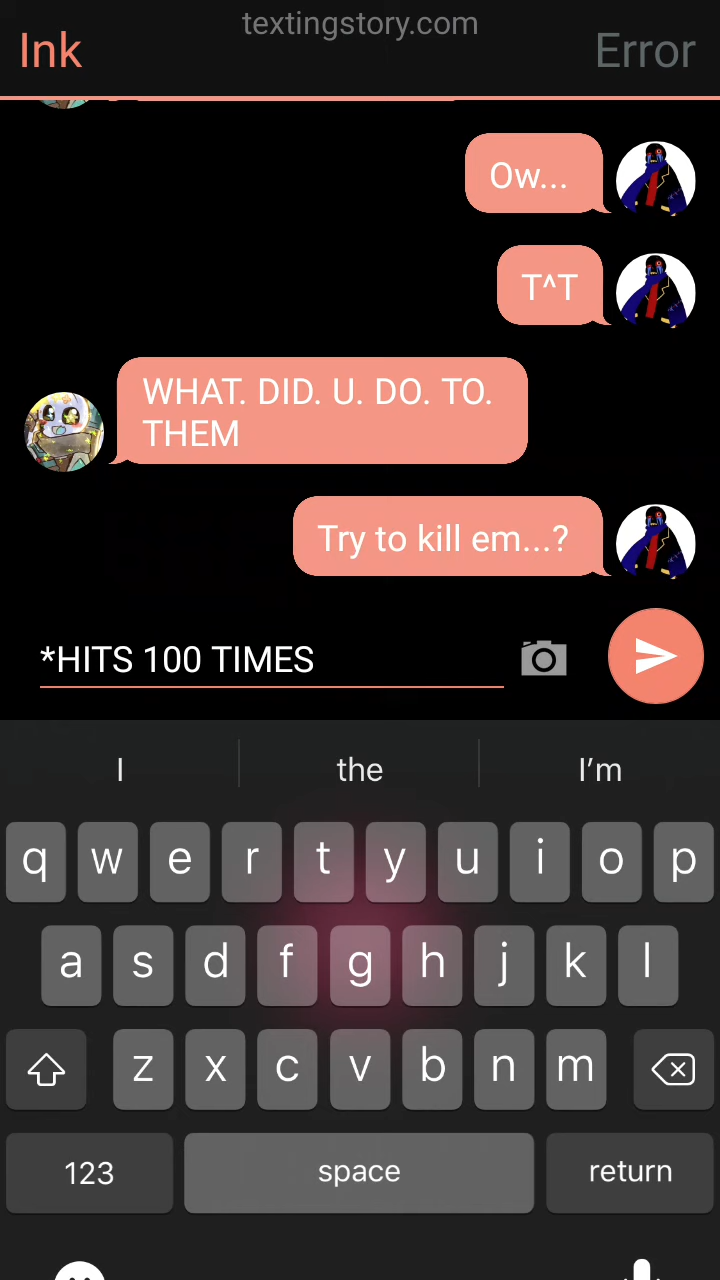 textingstory.com
Ink
Error
Ow...
T^T
WHAT. DID. U. DO. TO.
THEM
Try to kill em...?
*HITS 100 TIMES
I the I'm
q w e r t y u i o p
a s d f g h j k l
z x c v b n m
123 space return